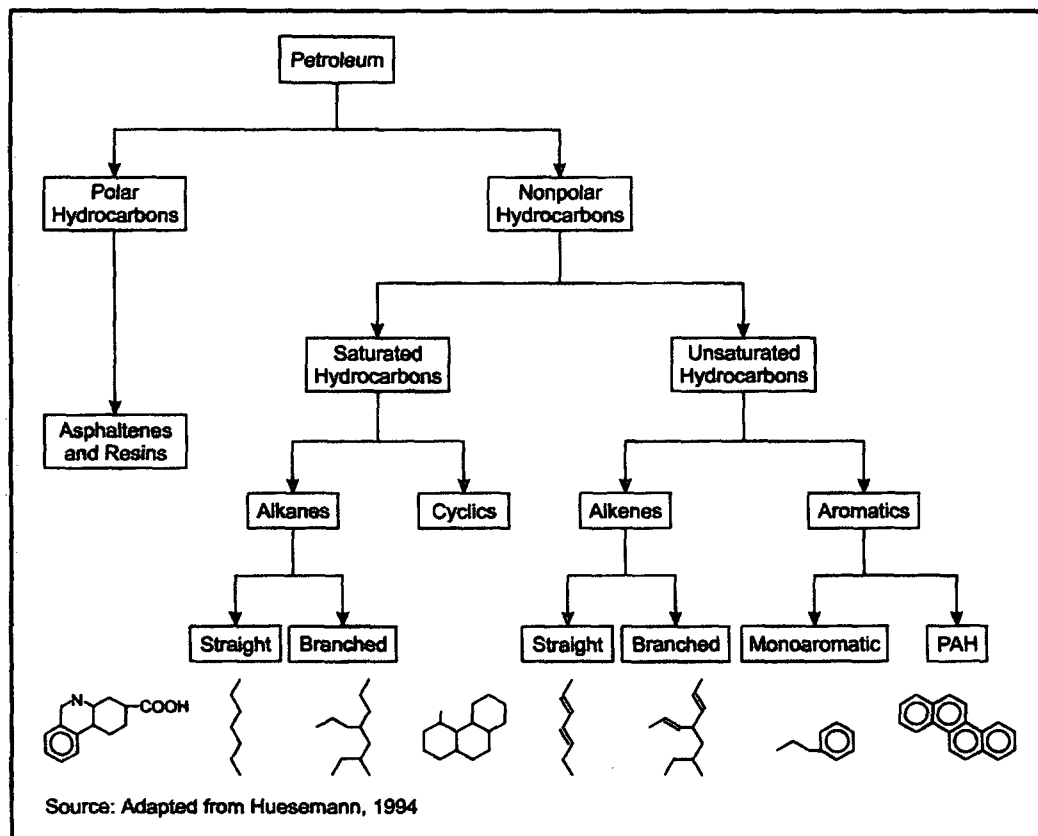 Petroleum
Polar
Hydrocarbons
Nonpolar
Hydrocarbons
Saturated
Hydrocarbons
Unsaturated
Hydrocarbons
Asphaltenes
and Resins
Alkanes
Cyclics
Alkenes
Aromatics
Straight
Branched
Straight
Branched
Monoaromatic
PAH
N
COOH
Source: Adapted from Huesemann, 1994